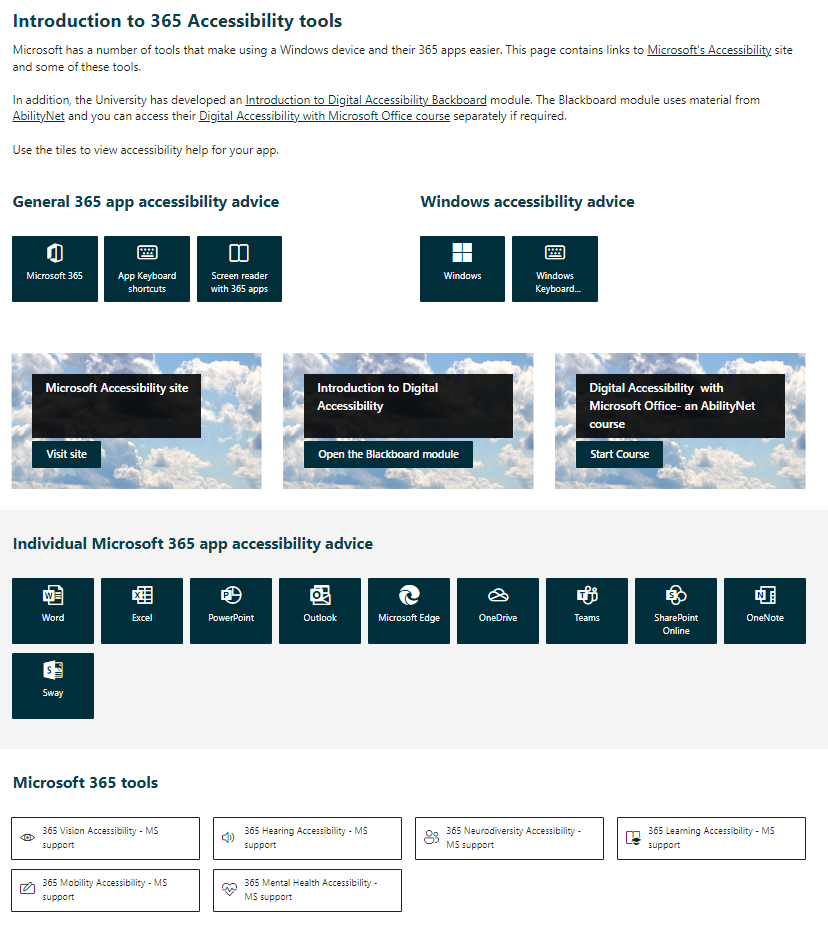 Introduction to 365 Accessibility tools
Microsoft has a number of tools that make using a Windows device and their 365 apps easier. This page contains links to Microsoft's Accessibility site
and some of these tools.
In addition, the University has developed an Introduction to Digital Accessibility Backboard module. The Blackboard module uses material from
AbilityNet and you can access their Digital Accessibility with Microsoft Office course separately if required.
Use the tiles to view accessibility help for your app.
General 365 app accessibility advice
Microsoft 365
App Keyboard
shortcuts
Screen reader
with 365 apps
Windows accessibility advice
Windows
Windows
Keyboard...
Microsoft Accessibility site
Visit site
Introduction to Digital
Accessibility
Open the Blackboard module
Digital Accessibility with
Microsoft Office- an AbilityNet
course
Start Course
Individual Microsoft 365 app accessibility advice
Word
Excel
PowerPoint
Outlook
Microsoft Edge
OneDrive
Teams
SharePoint
Online
OneNote
Sway
Microsoft 365 tools
365 Vision Accessibility - MS
support
365 Hearing Accessibility - MS
support
365 Neurodiversity Accessibility -
MS support
365 Learning Accessibility - MS
support
365 Mobility Accessibility - MS
support
365 Mental Health Accessibility -
MS support